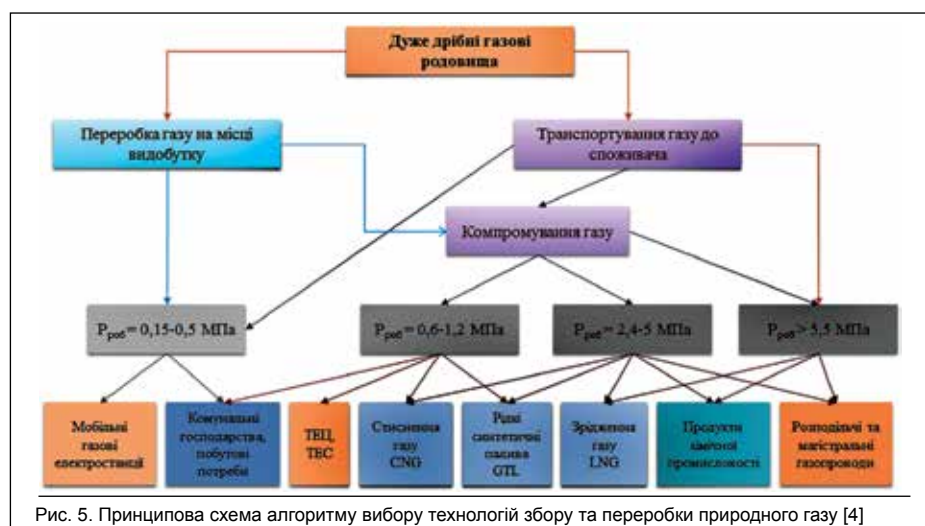 Дуже дрібні газові
родовища
Переробка газу на місці
видобутку
Транспортування газу до
споживача
Компромування газу
Pроб = 0,15-0,5 МПа
Pроб = 0,6-1,2 МПа
Pроб = 2,4-5 МПа
Pроб > 5,5 МПа
Мобільні
газові
електростанції
Комунальні
господарства,
побутові
потреби
ТЕЦ,
ТЕС
Стиснення
газу
CNG
Рідкі
синтетичні
палива
GTL
Зрідження
газу
LNG
Продукти
хімічної
промисловості
Розподільчі та
магістральні
газопроводи
Рис. 5. Принципова схема алгоритму вибору технологій збору та переробки природного газу [4]